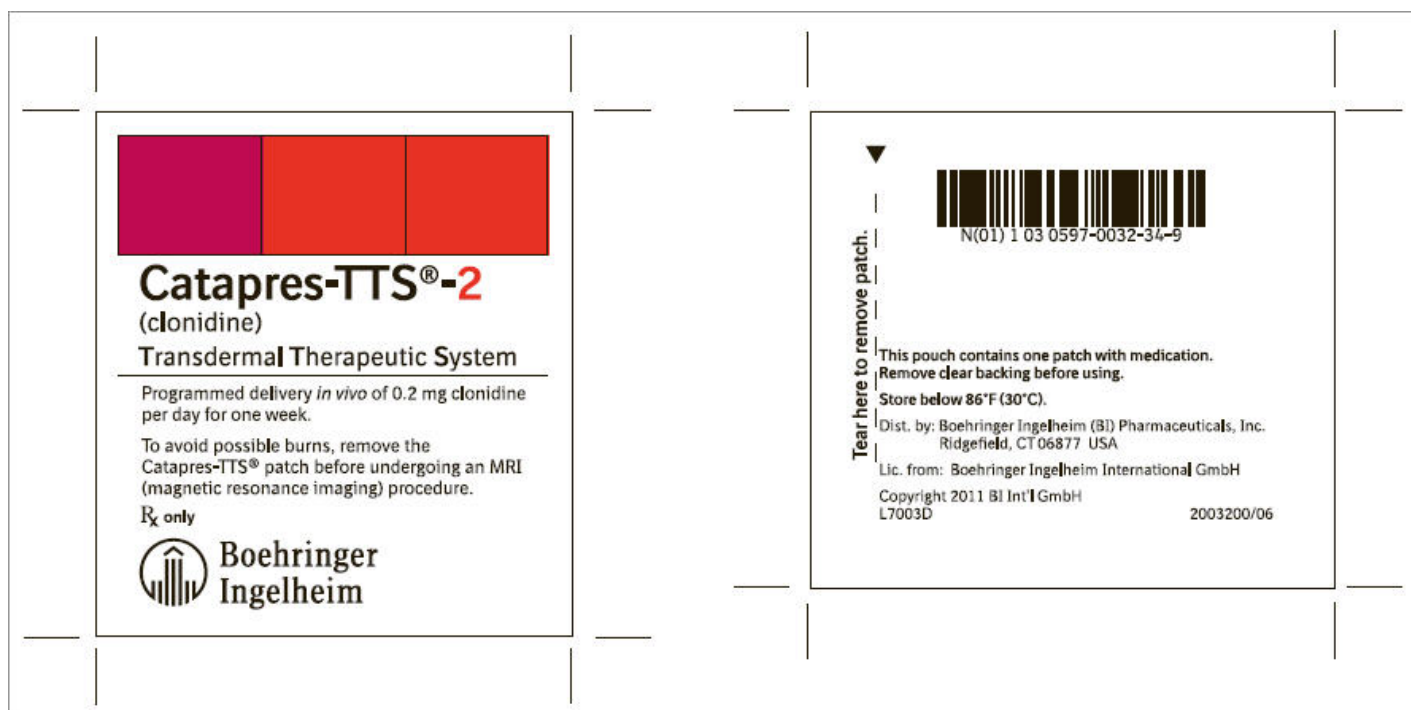 Catapres-TTS®-2
(clonidine)
Transdermal Therapeutic System
Programmed delivery in vivo of 0.2 mg clonidine
per day for one week.
To avoid possible burns, remove the
Catapres-TTS® patch before undergoing an MRI
(magnetic resonance imaging) procedure.
℞ only
Boehringer
Ingelheim
Tear here to remove patch.
N(01) 1 03 0597-0032-34-9
This pouch contains one patch with medication.
Remove clear backing before using.
Store below 86°F (30°C).
Dist. by: Boehringer Ingelheim (BI) Pharmaceuticals, Inc.
Ridgefield, CT 06877 USA
Lic. from: Boehringer Ingelheim International GmbH
Copyright 2011 BI Int'l GmbH
L7003D 2003200/06